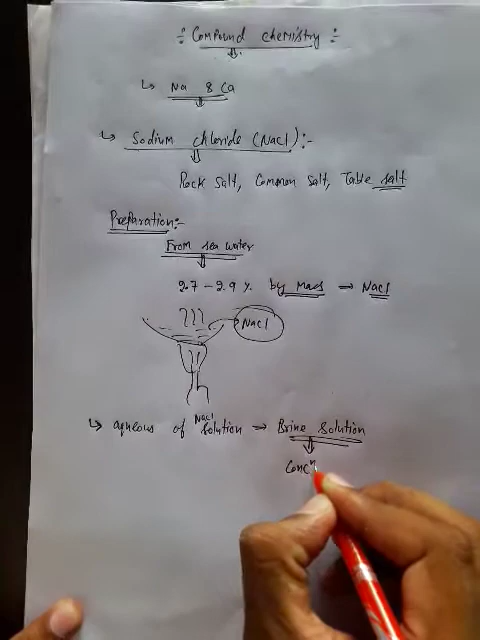 ÷ Compound chemistry ÷
↳ Na & Ca
↳ Sodium chloride (NaCl):-
Rock salt, Common salt, Table salt
Preparation:-
From sea water
2.7 - 2.9 % by Mass ⇒ NaCl
NaCl
↳ aqueous of NaCl solution ⇒ Brine solution
Concⁿ